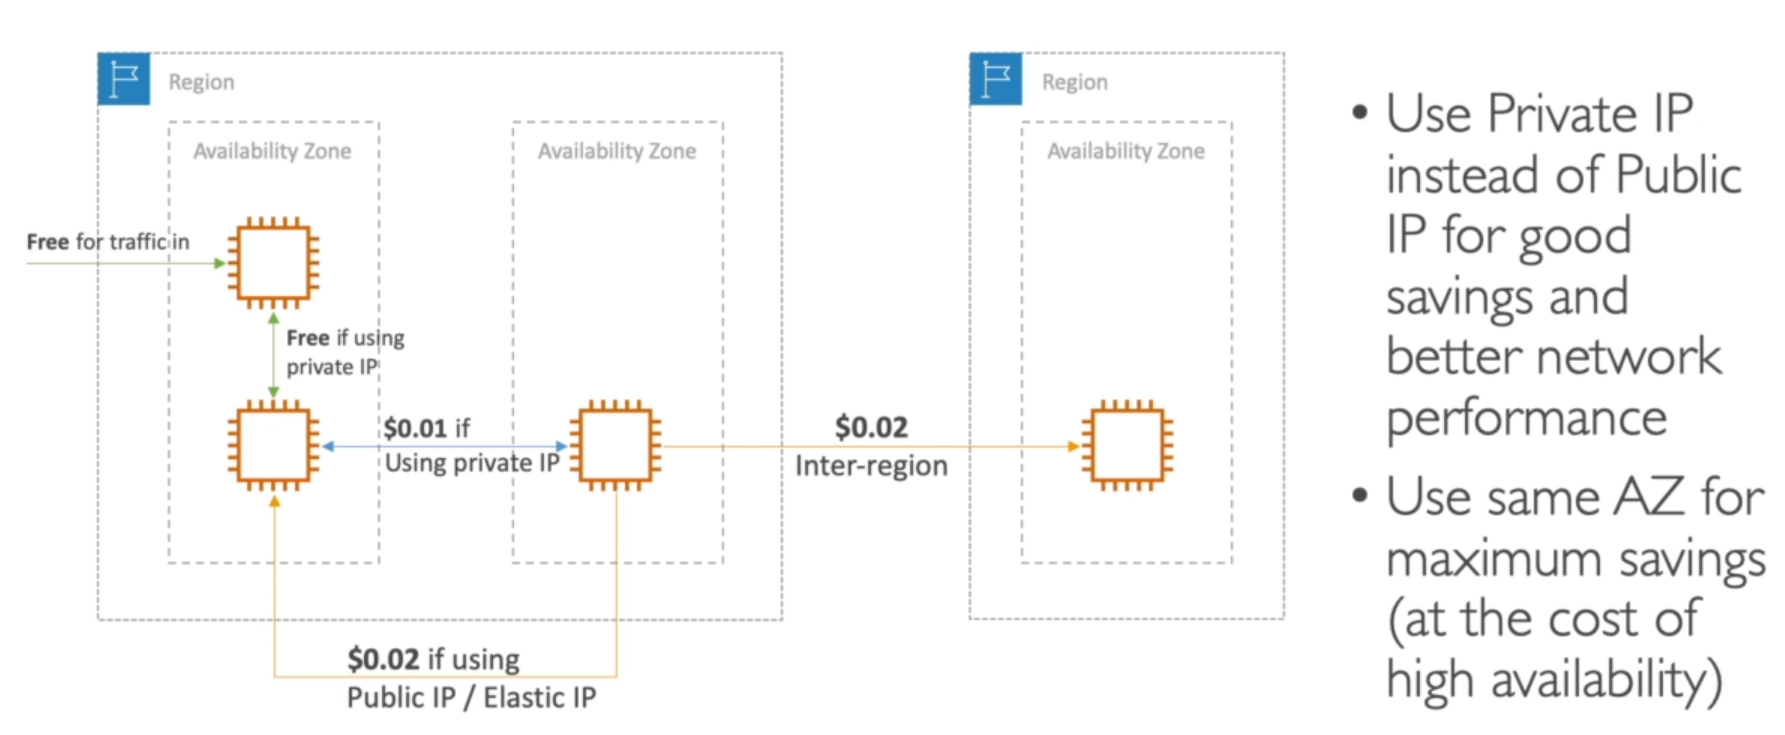 Region
Availability Zone
Availability Zone
Free for traffic in
Free if using
private IP
$0.01 if
Using private IP
$0.02 if using
Public IP / Elastic IP
$0.02
Inter-region
Region
Availability Zone
• Use Private IP
instead of Public
IP for good
savings and
better network
performance
• Use same AZ for
maximum savings
(at the cost of
high availability)